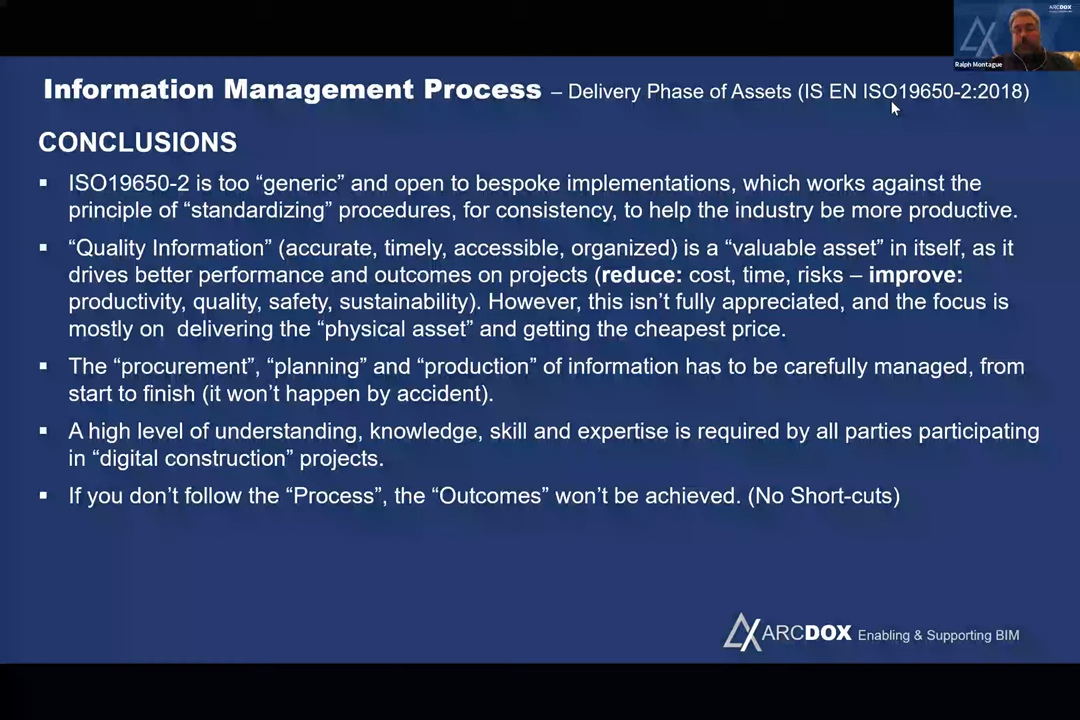 ARCDOX
Ralph Montague
Information Management Process – Delivery Phase of Assets (IS EN ISO19650-2:2018)
CONCLUSIONS
▪ ISO19650-2 is too “generic” and open to bespoke implementations, which works against the
principle of “standardizing” procedures, for consistency, to help the industry be more productive.
▪ “Quality Information” (accurate, timely, accessible, organized) is a “valuable asset” in itself, as it
drives better performance and outcomes on projects (reduce: cost, time, risks – improve:
productivity, quality, safety, sustainability). However, this isn’t fully appreciated, and the focus is
mostly on delivering the “physical asset” and getting the cheapest price.
▪ The “procurement”, “planning” and “production” of information has to be carefully managed, from
start to finish (it won’t happen by accident).
▪ A high level of understanding, knowledge, skill and expertise is required by all parties participating
in “digital construction” projects.
▪ If you don’t follow the “Process”, the “Outcomes” won’t be achieved. (No Short-cuts)
ARCDOX Enabling & Supporting BIM